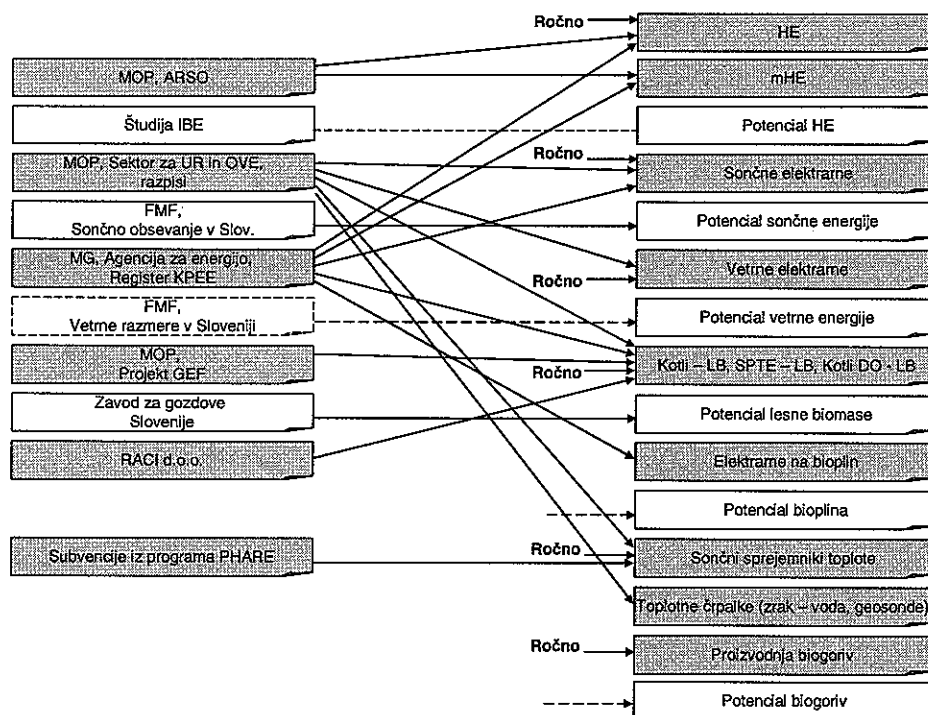 Ročno
HE
MOP, ARSO
mHE
Študija IBE
Potencial HE
Ročno
MOP, Sektor za UR in OVE,
razpisi
Sončne elektrarne
FMF,
Sončno obsevanje v Slov.
Potencial sončne energije
MG, Agencija za energijo,
Register KPEE
Vetrne elektrarne
Ročno
FMF,
Vetrne razmere v Sloveniji
Potencial vetrne energije
MOP,
Projekt GEF
Kotli – LB, SPTE – LB, Kotli DO - LB
Ročno
Zavod za gozdove
Slovenije
Potencial lesne biomase
RACI d.o.o.
Elektrarne na bioplin
Potencial bioplina
Subvencije iz programa PHARE
Ročno
Sončni sprejemniki toplote
Toplotne črpalke (zrak – voda, geosonde)
Ročno
Proizvodnja biogoriv
Potencial biogoriv